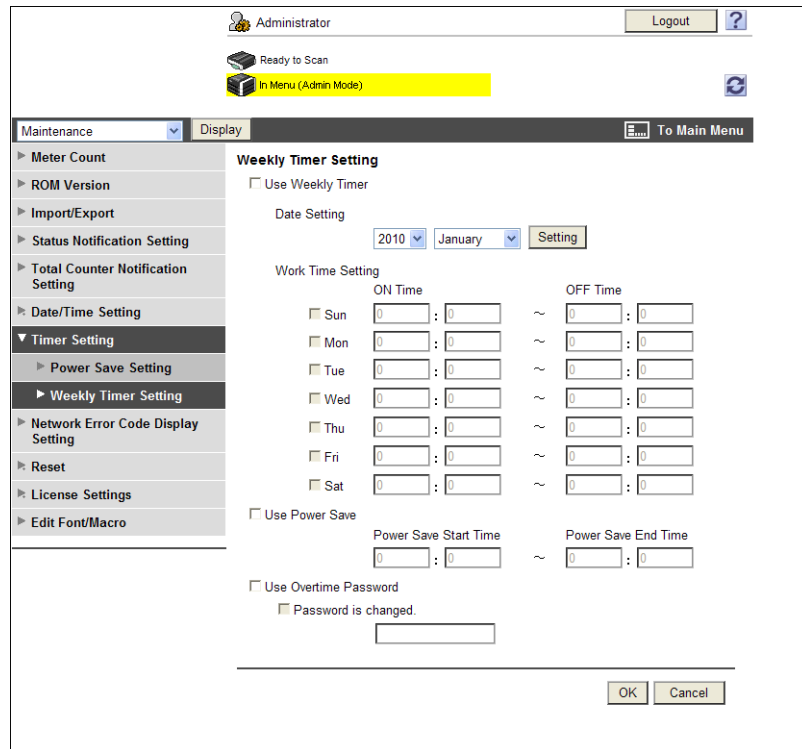 Administrator
Logout
?
Ready to Scan
In Menu (Admin Mode)
Maintenance
Display
To Main Menu
Meter Count
ROM Version
Import/Export
Status Notification Setting
Total Counter Notification
Setting
Date/Time Setting
Timer Setting
Power Save Setting
Weekly Timer Setting
Network Error Code Display
Setting
Reset
License Settings
Edit Font/Macro
Weekly Timer Setting
Use Weekly Timer
Date Setting
2010 January Setting
Work Time Setting
ON Time OFF Time
Sun 0 : 0 ~ 0 : 0
Mon 0 : 0 ~ 0 : 0
Tue 0 : 0 ~ 0 : 0
Wed 0 : 0 ~ 0 : 0
Thu 0 : 0 ~ 0 : 0
Fri 0 : 0 ~ 0 : 0
Sat 0 : 0 ~ 0 : 0
Use Power Save
Power Save Start Time Power Save End Time
0 : 0 ~ 0 : 0
Use Overtime Password
Password is changed.
OK Cancel